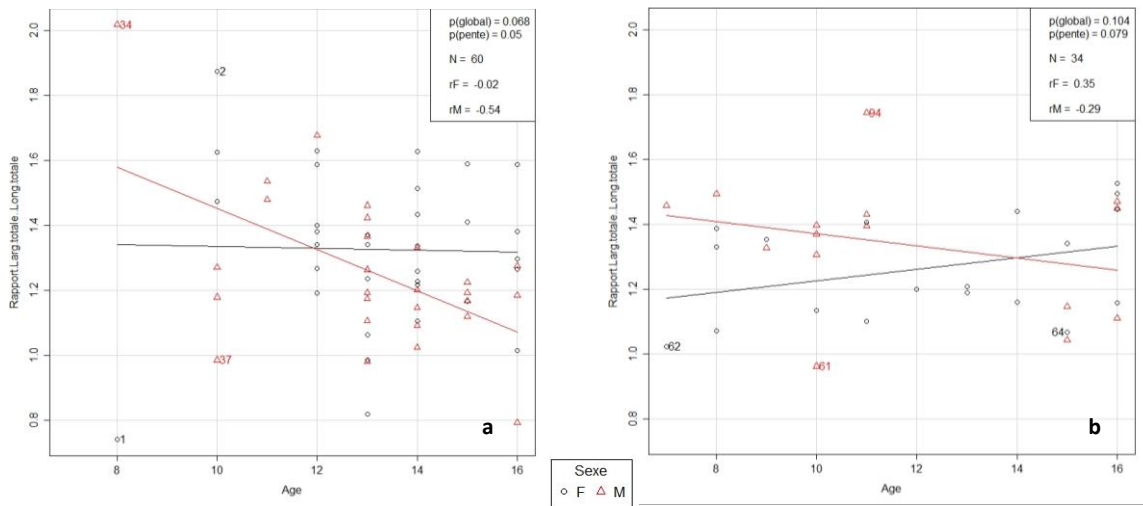 p(global) = 0.068
p(pente) = 0.05
N = 60
rF = -0.02
rM = -0.54
2.0
1.8
1.6
1.4
1.2
1.0
0.8
Rapport.Larg.totale..Long.totale
34
2
37
1
a
8 10 12 14 16
Age
p(global) = 0.104
p(pente) = 0.079
N = 34
rF = 0.35
rM = -0.29
2.0
1.8
1.6
1.4
1.2
1.0
0.8
Rapport.Larg.totale..Long.totale
94
62
64
61
b
8 10 12 14 16
Age
Sexe
F M